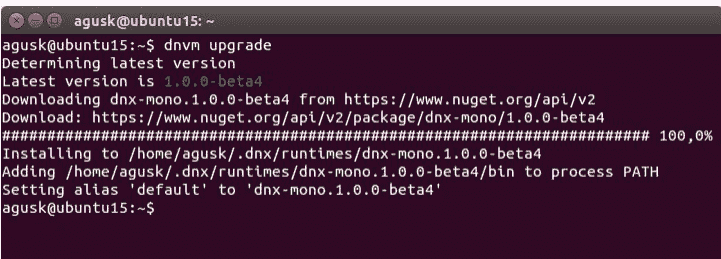 agusk@ubuntu15: ~
agusk@ubuntu15:~$ dnvm upgrade
Determining latest version
Latest version is 1.0.0-beta4
Downloading dnx-mono.1.0.0-beta4 from https://www.nuget.org/api/v2
Download: https://www.nuget.org/api/v2/package/dnx-mono/1.0.0-beta4
######################################################################## 100,0%
Installing to /home/agusk/.dnx/runtimes/dnx-mono.1.0.0-beta4
Adding /home/agusk/.dnx/runtimes/dnx-mono.1.0.0-beta4/bin to process PATH
Setting alias 'default' to 'dnx-mono.1.0.0-beta4'
agusk@ubuntu15:~$